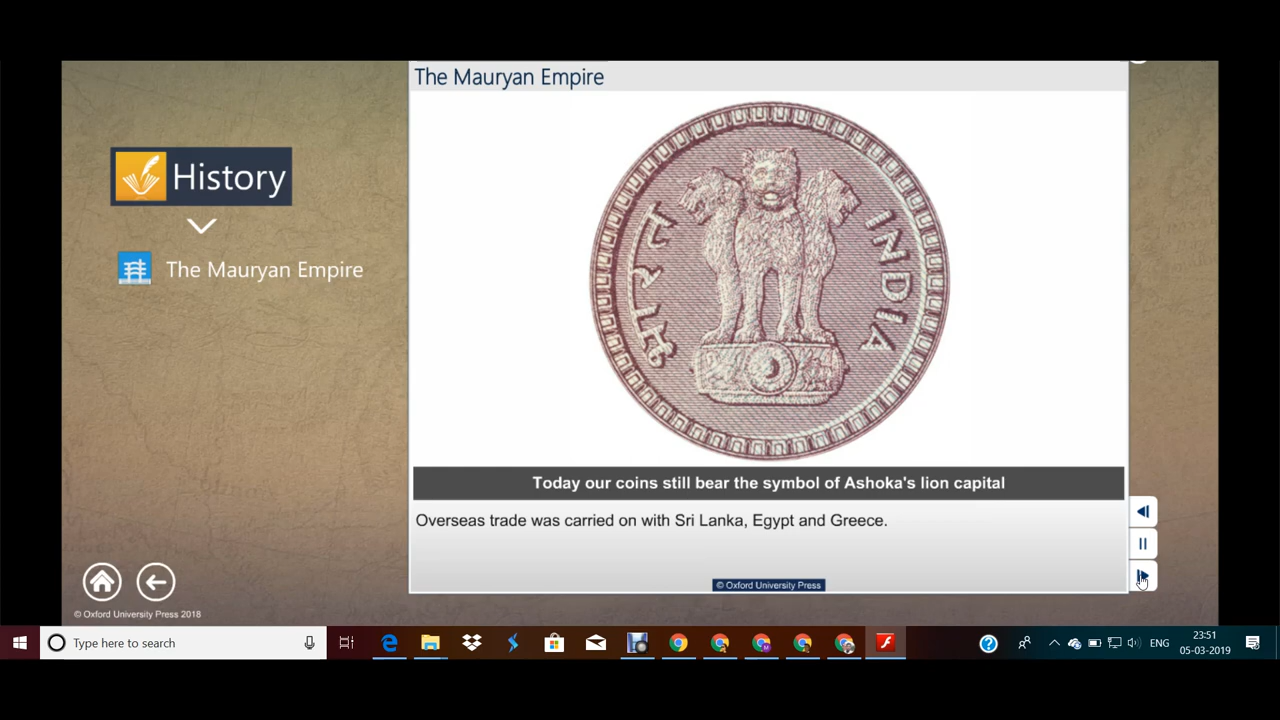 The Mauryan Empire
History
The Mauryan Empire
भारत
INDIA
Today our coins still bear the symbol of Ashoka's lion capital
Overseas trade was carried on with Sri Lanka, Egypt and Greece.
© Oxford University Press
© Oxford University Press 2018
Type here to search
ENG
23:51
05-03-2019